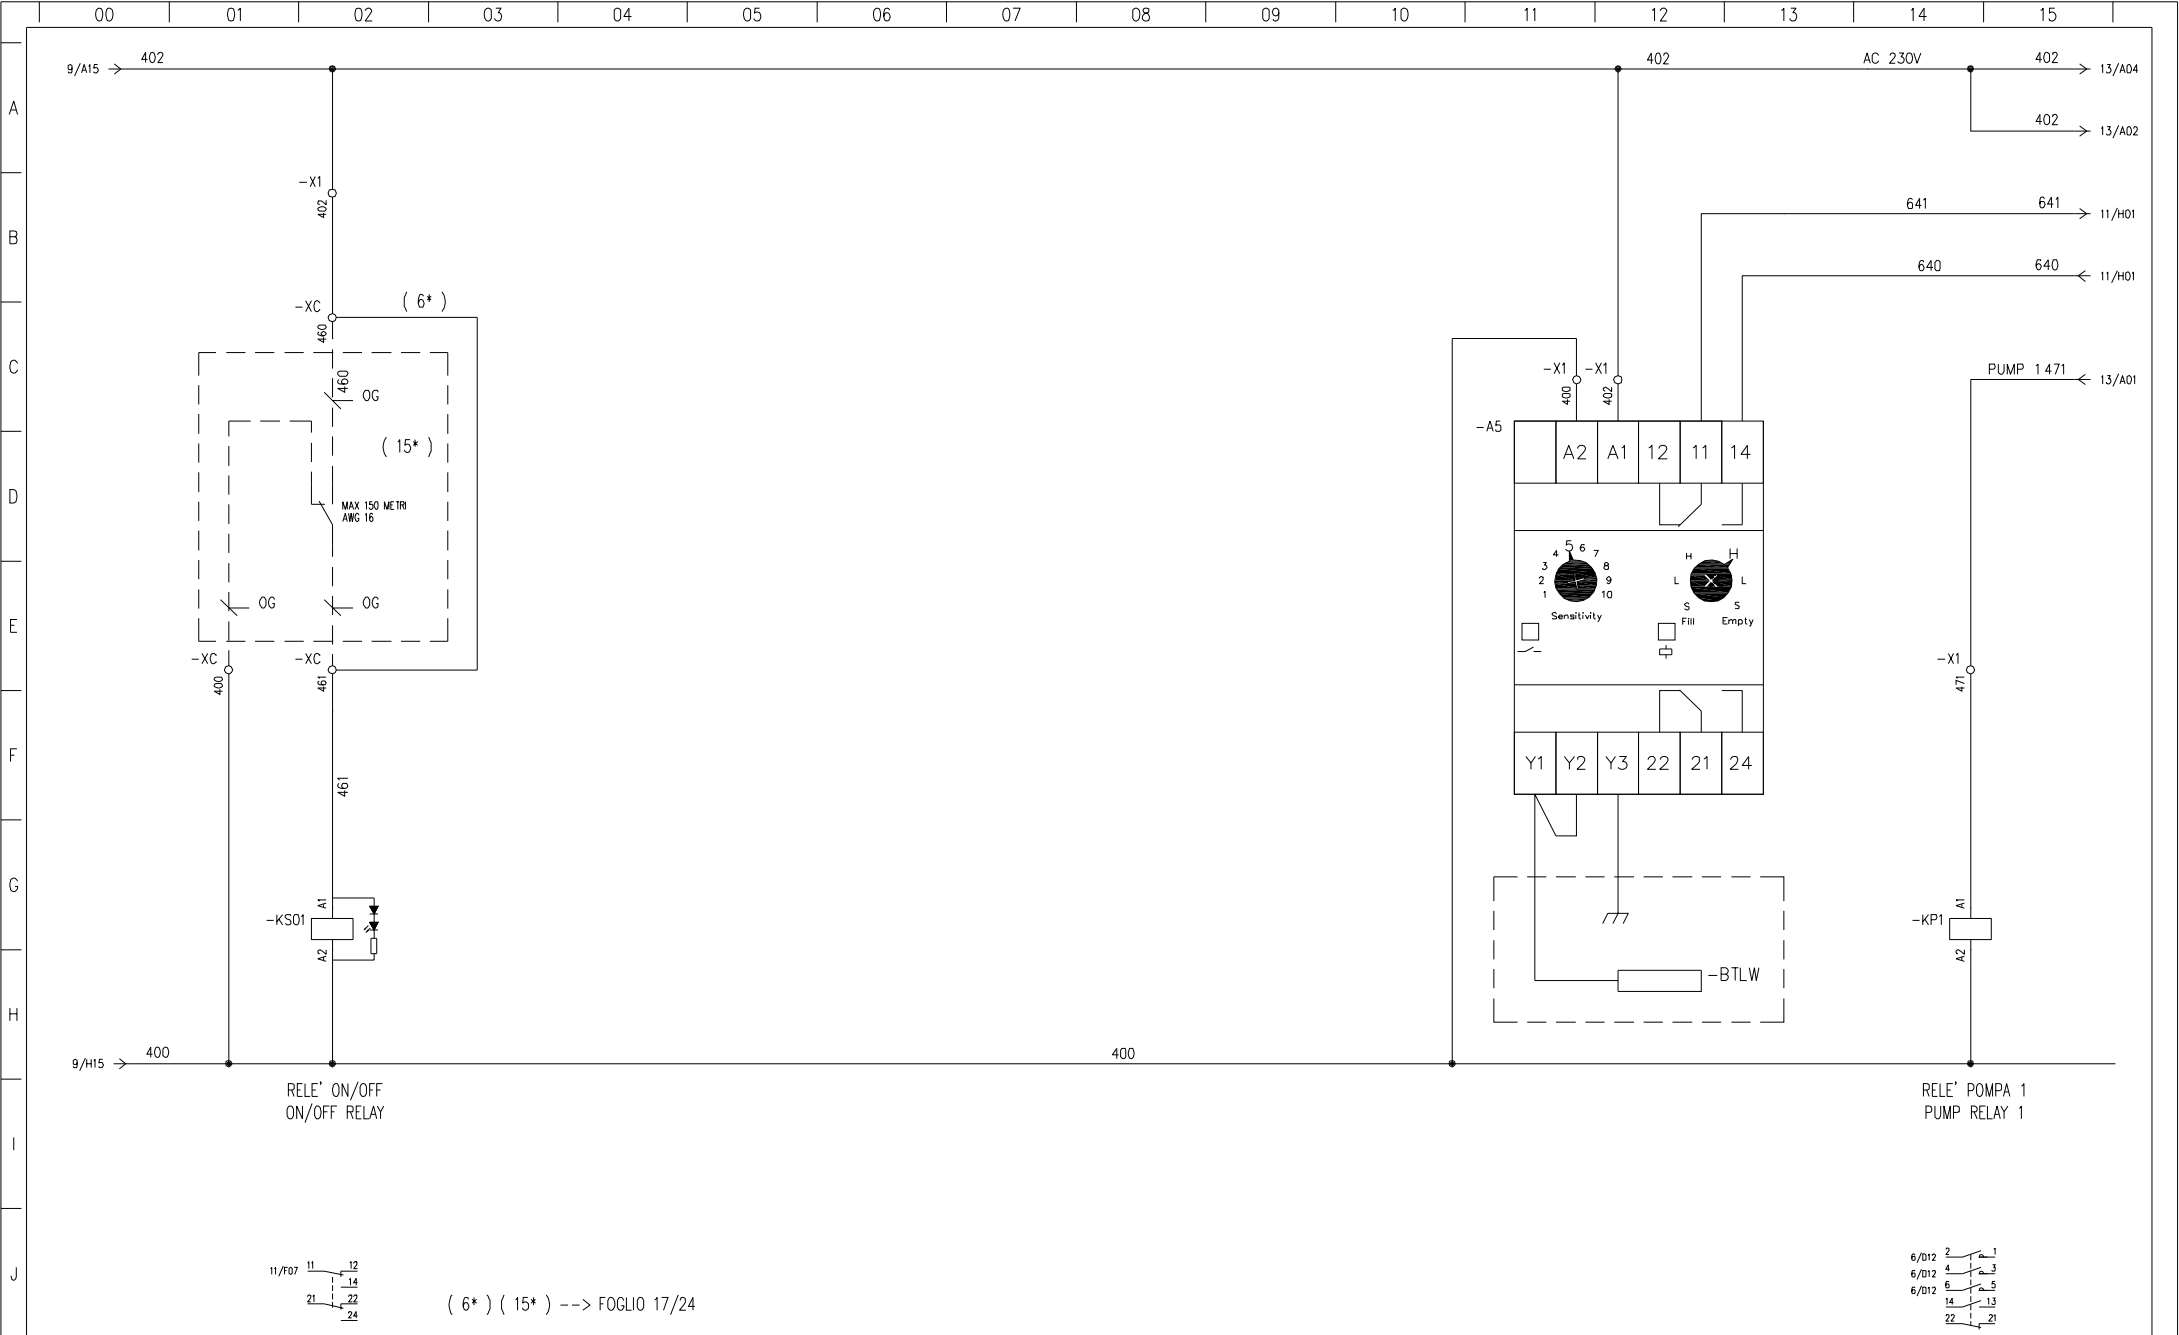 00 01 02 03 04 05 06 07 08 09 10 11 12 13 14 15
9/A15 402 402 AC 230V 402 13/A04
A
402 13/A02
-X1
402
B
641 641 11/H01
640 640 11/H01
-XC ( 6* )
460
C
460
OG
-X1 -X1
400 402
PUMP 1 471 13/A01
-A5
A2 A1 12 11 14
( 15* )
D
MAX 150 METRI
AWG 16
1 2 3 4 5 6 7 8 9 10
Sensitivity
H H
L L
S S
Fill Empty
E
OG OG
-XC -XC
400 461
-X1
471
F
461
Y1 Y2 Y3 22 21 24
G
A1
-KS01
A2
A1
-KP1
A2
-BTLW
H
9/H15 400 400
RELE' ON/OFF
ON/OFF RELAY
RELE' POMPA 1
PUMP RELAY 1
I
J
11/F07 11 12
14
21 22
24
( 6* ) ( 15* ) --> FOGLIO 17/24
6/D12 2 1
6/D12 4 3
6/D12 6 5
14 13
22 21